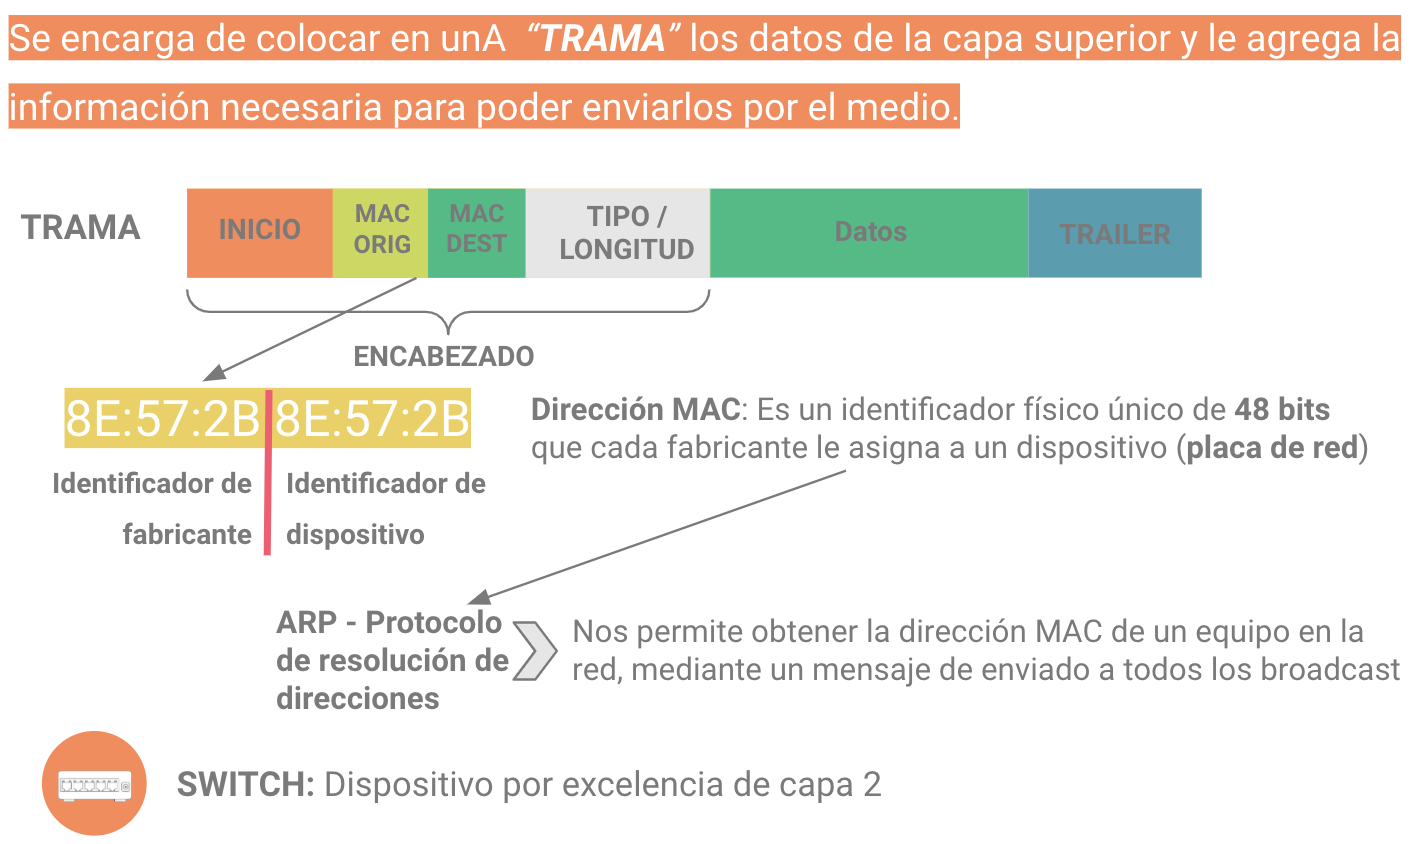 Se encarga de colocar en unA “TRAMA” los datos de la capa superior y le agrega la
información necesaria para poder enviarlos por el medio.
TRAMA
INICIO
MAC
ORIG
MAC
DEST
TIPO /
LONGITUD
Datos
TRAILER
ENCABEZADO
8E:57:2B 8E:57:2B
Identificador de
fabricante
Identificador de
dispositivo
Dirección MAC: Es un identificador físico único de 48 bits
que cada fabricante le asigna a un dispositivo (placa de red)
ARP - Protocolo
de resolución de
direcciones
Nos permite obtener la dirección MAC de un equipo en la
red, mediante un mensaje de enviado a todos los broadcast
SWITCH: Dispositivo por excelencia de capa 2